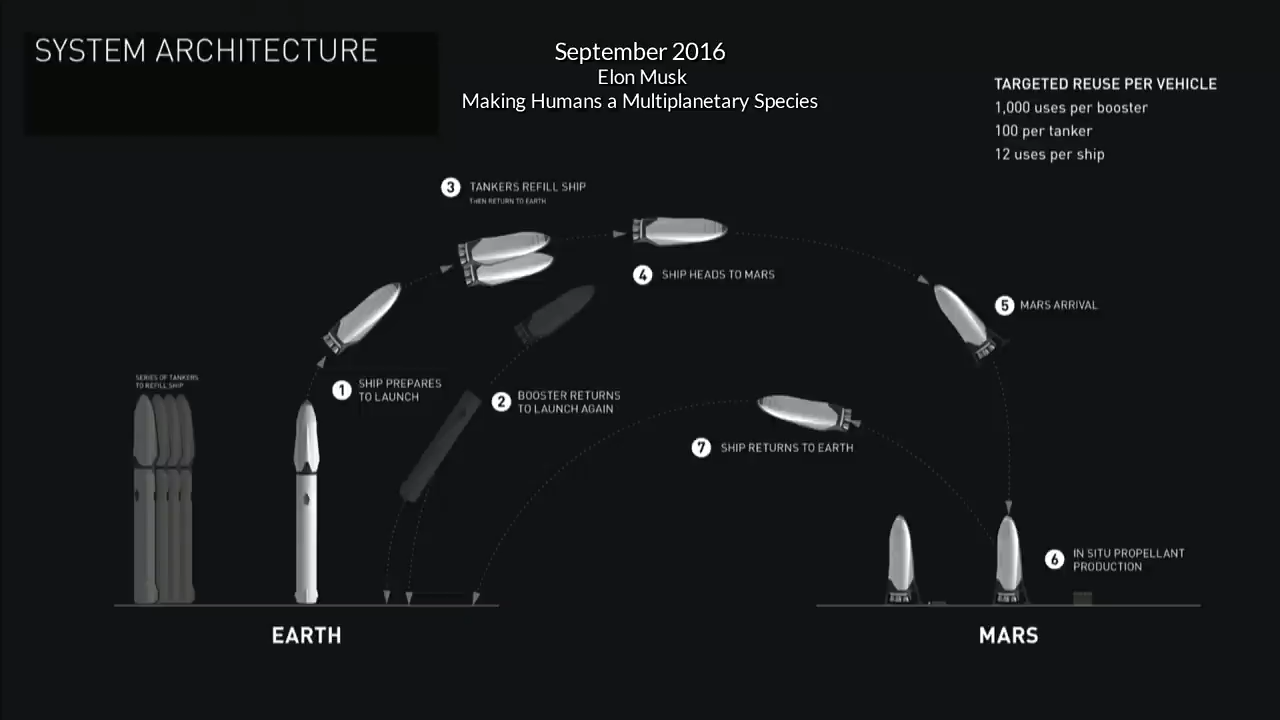 SYSTEM ARCHITECTURE
September 2016
Elon Musk
Making Humans a Multiplanetary Species
TARGETED REUSE PER VEHICLE
1,000 uses per booster
100 per tanker
12 uses per ship
3 TANKERS REFILL SHIP
THEN RETURN TO EARTH
4 SHIP HEADS TO MARS
5 MARS ARRIVAL
SERIES OF TANKERS
TO REFILL SHIP
1 SHIP PREPARES
TO LAUNCH
2 BOOSTER RETURNS
TO LAUNCH AGAIN
7 SHIP RETURNS TO EARTH
6 IN SITU PROPELLANT
PRODUCTION
EARTH
MARS